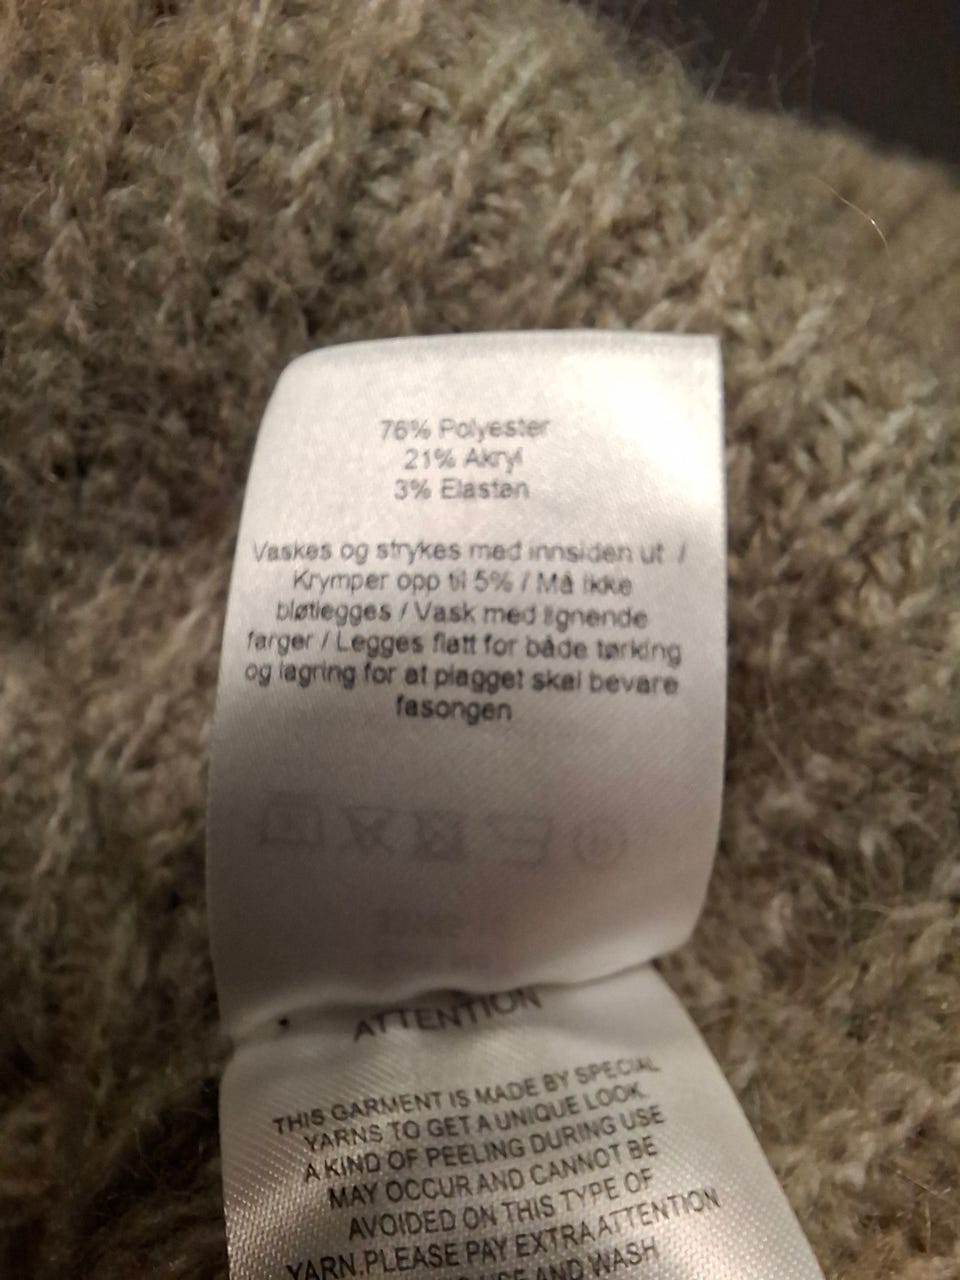 76% Polyester
21% Akryl
3% Elastan
Vaskes og strykes med innsiden ut /
Krymper opp til 5% / Må ikke
bløtlegges / Vask med lignende
farger / Legges flatt for både tørking
og lagring for at plagget skal bevare
fasongen
ATTENTION
THIS GARMENT IS MADE BY SPECIAL
YARNS TO GET A UNIQUE LOOK.
A KIND OF PEELING DURING USE
MAY OCCUR AND CANNOT BE
AVOIDED ON THIS TYPE OF
YARN.PLEASE PAY EXTRA ATTENTION
AND WASH